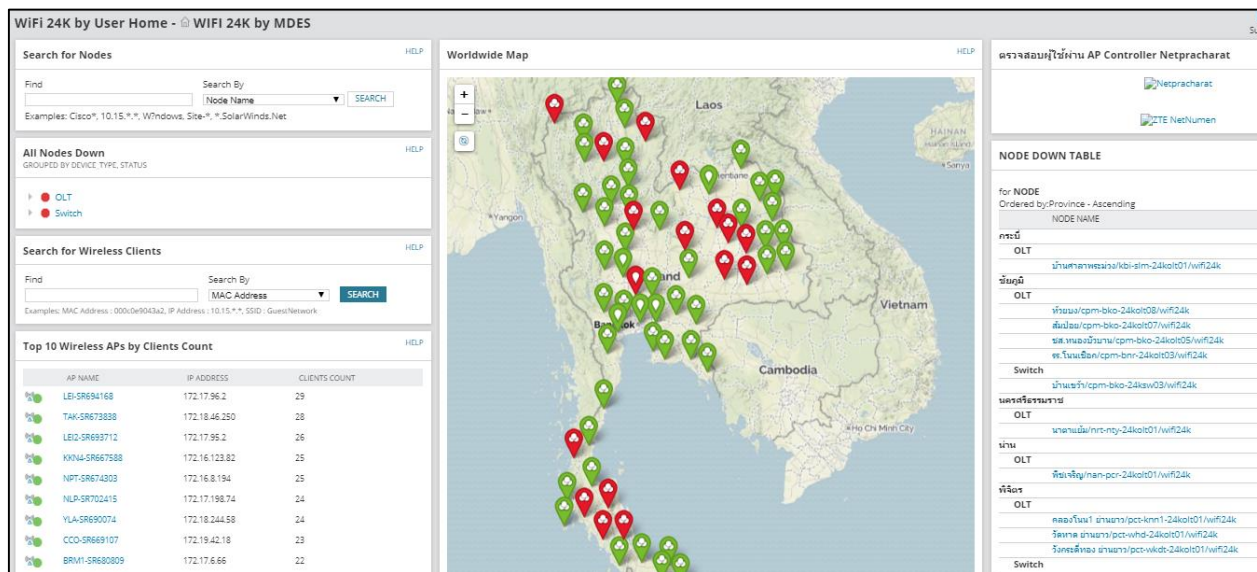 WiFi 24K by User Home - WIFI 24K by MDES
Search for Nodes
HELP
Find
Search By
Node Name
SEARCH
Examples: Cisco*, 10.15.*.*, W?ndows, Site-*, *.SolarWinds.Net
All Nodes Down
HELP
GROUPED BY DEVICE_TYPE, STATUS
OLT
Switch
Search for Wireless Clients
HELP
Find
Search By
MAC Address
SEARCH
Examples: MAC Address : 000c0e9043a2, IP Address : 10.15.*.*, SSID : GuestNetwork
Top 10 Wireless APs by Clients Count
HELP
AP NAME IP ADDRESS CLIENTS COUNT
LEI-SR694168 172.17.96.2 29
TAK-SR673838 172.18.46.250 28
LEI2-SR693712 172.17.95.2 26
KKN4-SR667588 172.16.123.82 25
NPT-SR674303 172.16.8.194 25
NLP-SR702415 172.17.198.74 24
YLA-SR690074 172.18.244.58 24
CCO-SR669107 172.19.42.18 23
BRM1-SR680809 172.17.6.66 22
Worldwide Map
HELP
+
−
Laos
HAINAN
Hainan Island
Sanya
Yangon
Vietnam
Cambodia
Ho Chi Minh City
ตรวจสอบผู้ใช้ผ่าน AP Controller Netpracharat
Netpracharat
ZTE NetNumen
NODE DOWN TABLE
for NODE
Ordered by:Province - Ascending
NODE NAME
กระบี่
OLT
บ้านศาลาพระม่วง/kbi-slm-24kolt01/wifi24k
ชัยภูมิ
OLT
ห้วยบง/cpm-bko-24kolt08/wifi24k
ส้มป่อย/cpm-bko-24kolt07/wifi24k
ชส.หนองบัวบาน/cpm-bko-24kolt05/wifi24k
รร.โนนเชือก/cpm-bnr-24kolt03/wifi24k
Switch
บ้านเขว้า/cpm-bko-24ksw03/wifi24k
นครศรีธรรมราช
OLT
นาตาแย้ม/nrt-nty-24kolt01/wifi24k
น่าน
OLT
พืชเจริญ/nan-pcr-24kolt01/wifi24k
พิจิตร
OLT
คลองโนน1 ย่านยาว/pct-knn1-24kolt01/wifi24k
วัดหาด ย่านยาว/pct-whd-24kolt01/wifi24k
วังกระดี่ทอง ย่านยาว/pct-wkdt-24kolt01/wifi24k
Switch